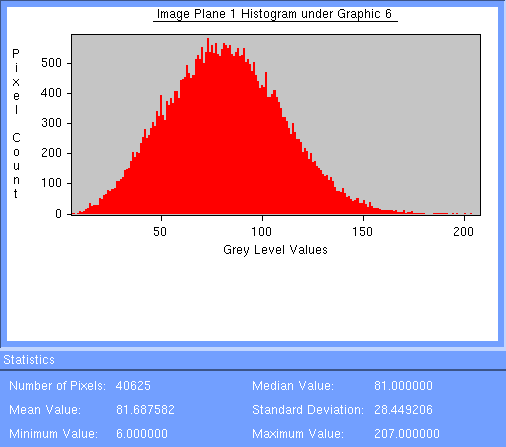 Image Plane 1 Histogram under Graphic 6
Pixel Count
500
400
300
200
100
0
50 100 150 200
Grey Level Values
Statistics
Number of Pixels: 40625 Median Value: 81.000000
Mean Value: 81.687582 Standard Deviation: 28.449206
Minimum Value: 6.000000 Maximum Value: 207.000000